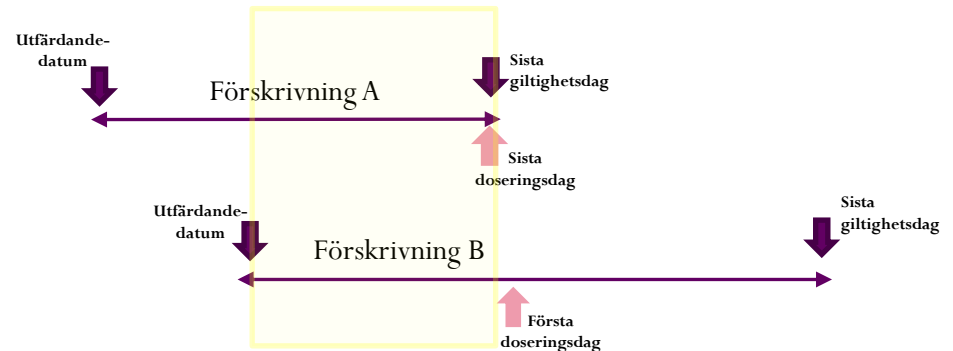 Utfärdande-
datum
Förskrivning A
Sista
giltighetsdag
Sista
doseringsdag
Utfärdande-
datum
Förskrivning B
Sista
giltighetsdag
Första
doseringsdag